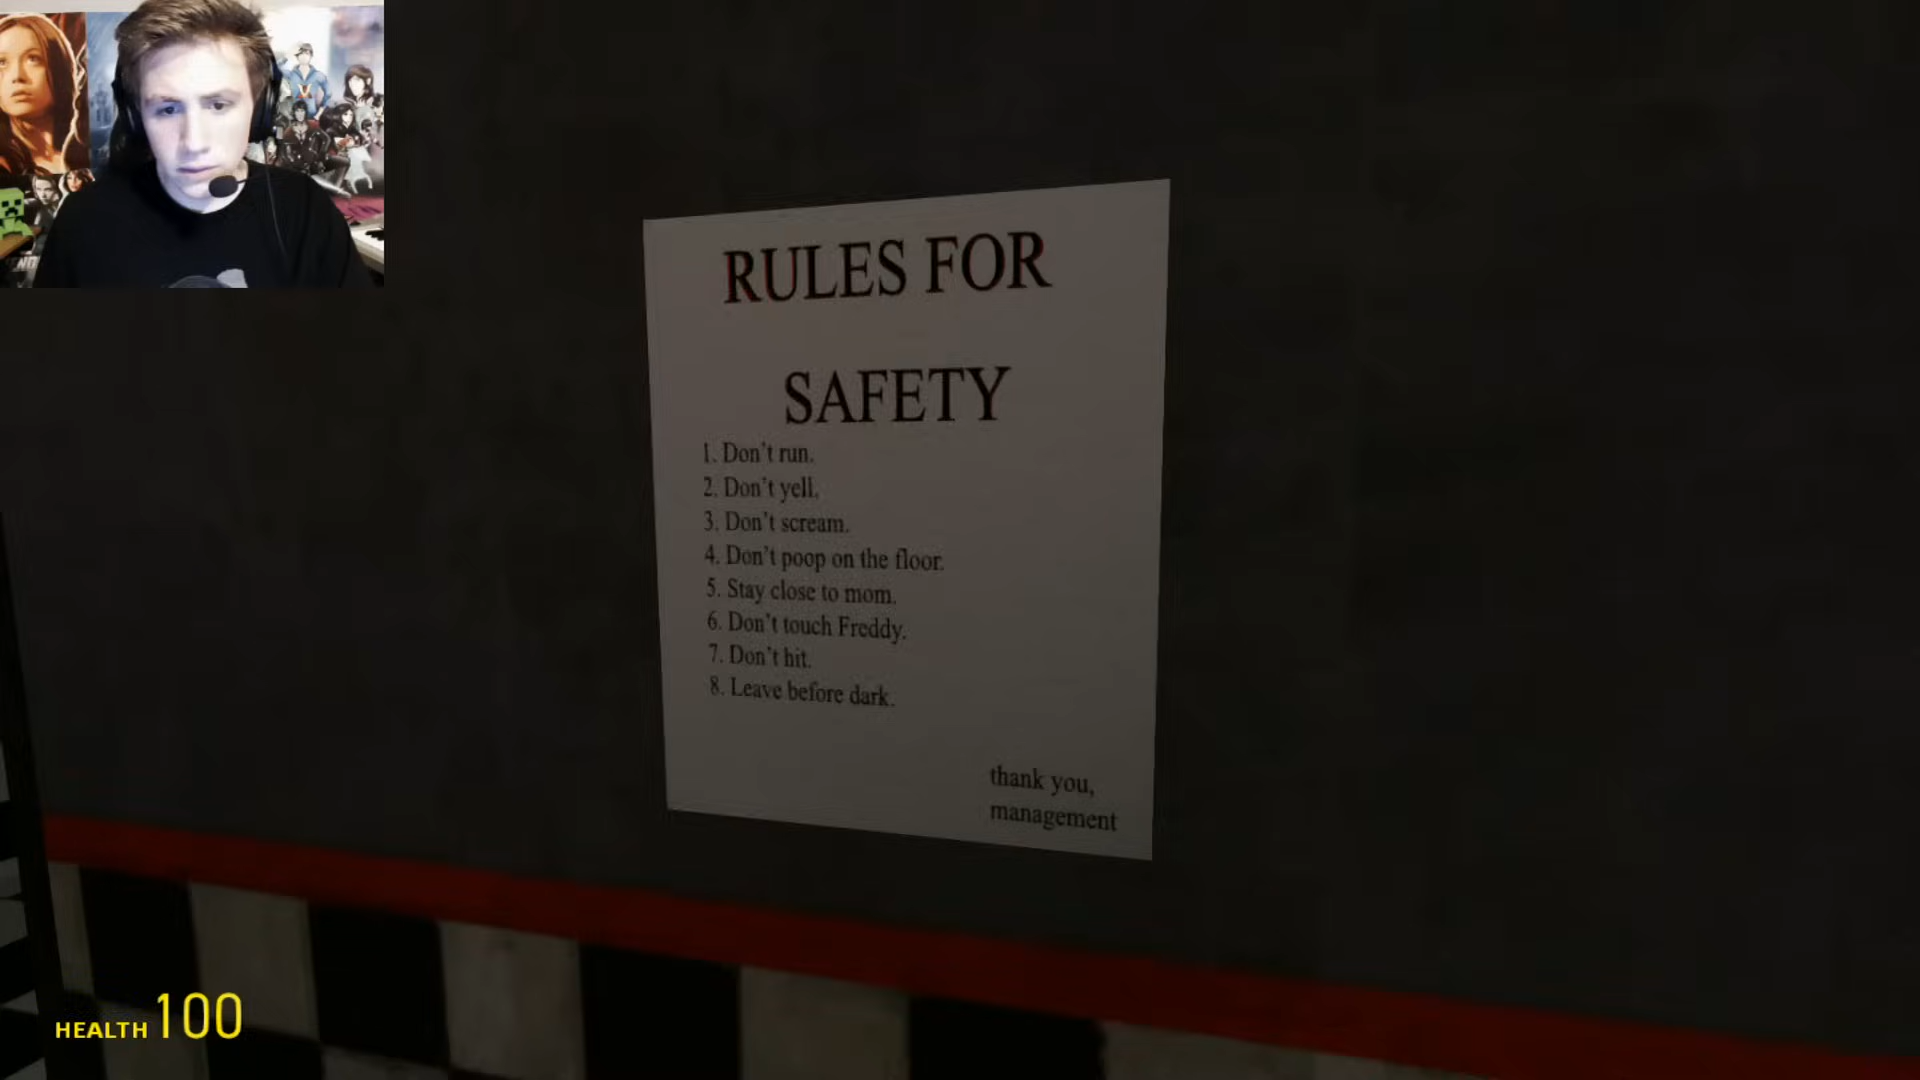 RULES FOR
SAFETY
1. Don't run.
2. Don't yell.
3. Don't scream.
4. Don't poop on the floor.
5. Stay close to mom.
6. Don't touch Freddy.
7. Don't hit.
8. Leave before dark.
thank you,
management
HEALTH 100